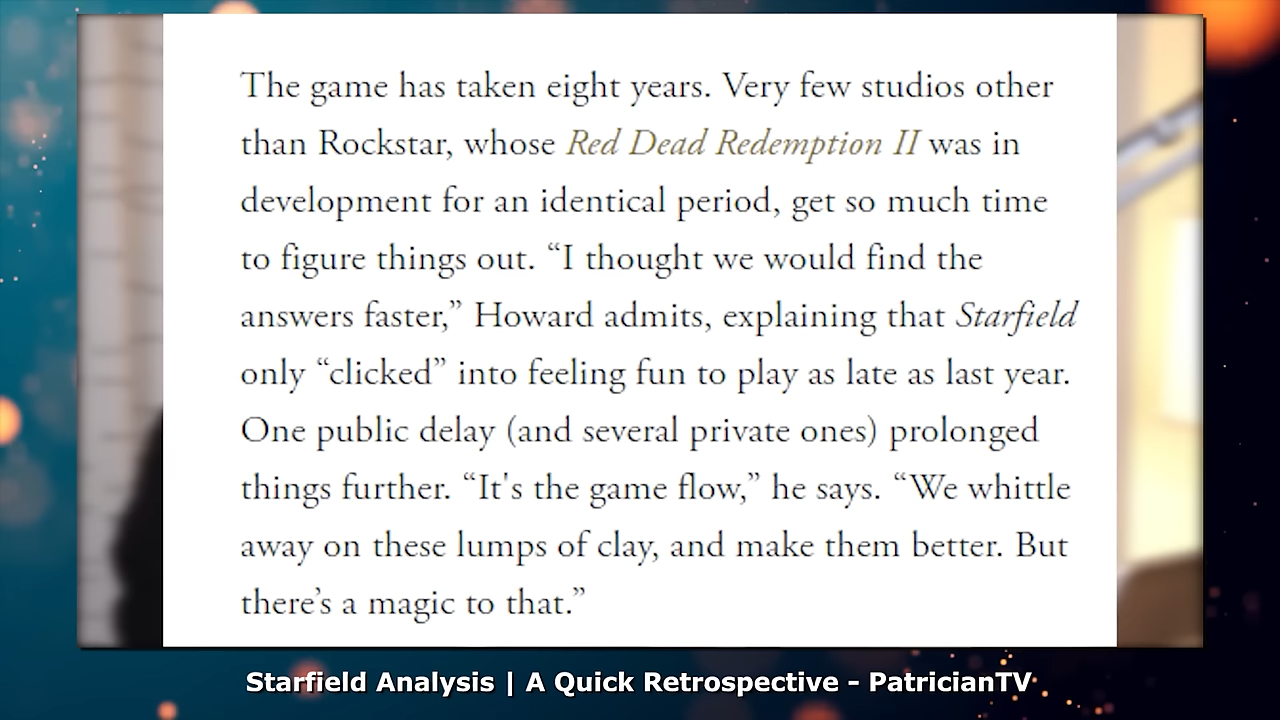 The game has taken eight years. Very few studios other
than Rockstar, whose Red Dead Redemption II was in
development for an identical period, get so much time
to figure things out. “I thought we would find the
answers faster,” Howard admits, explaining that Starfield
only “clicked” into feeling fun to play as late as last year.
One public delay (and several private ones) prolonged
things further. “It's the game flow,” he says. “We whittle
away on these lumps of clay, and make them better. But
there’s a magic to that.”
Starfield Analysis | A Quick Retrospective - PatricianTV